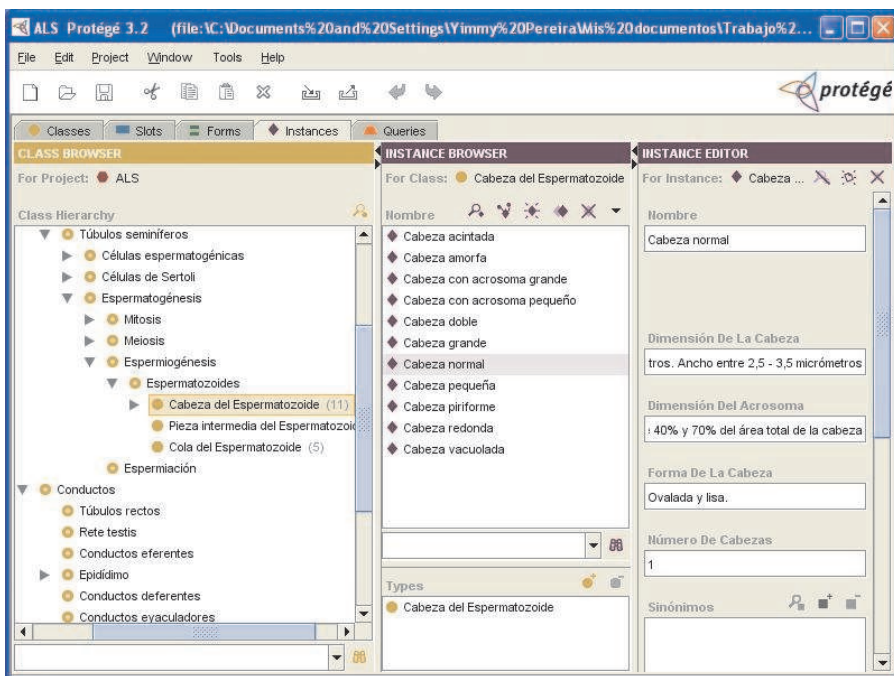 ALS Protégé 3.2 (file:\C:\Documents%20and%20Settings\Yimmy%20Pereira\Mis%20documentos\Trabajo%2...
File Edit Project Window Tools Help
protégé
Classes Slots Forms Instances Queries
CLASS BROWSER
For Project: ALS
Class Hierarchy
Túbulos seminíferos
Células espermatogénicas
Células de Sertoli
Espermatogénesis
Mitosis
Meiosis
Espermiogénesis
Espermatozoides
Cabeza del Espermatozoide (11)
Pieza intermedia del Espermatozoi
Cola del Espermatozoide (5)
Espermiación
Conductos
Túbulos rectos
Rete testis
Conductos eferentes
Epidídimo
Conductos deferentes
Conductos eyaculadores
INSTANCE BROWSER
For Class: Cabeza del Espermatozoide
Nombre
Cabeza acintada
Cabeza amorfa
Cabeza con acrosoma grande
Cabeza con acrosoma pequeño
Cabeza doble
Cabeza grande
Cabeza normal
Cabeza pequeña
Cabeza piriforme
Cabeza redonda
Cabeza vacuolada
Types
Cabeza del Espermatozoide
INSTANCE EDITOR
For Instance: Cabeza ...
Nombre
Cabeza normal
Dimensión De La Cabeza
tros. Ancho entre 2,5 - 3,5 micrómetros
Dimensión Del Acrosoma
40% y 70% del área total de la cabeza
Forma De La Cabeza
Ovalada y lisa.
Número De Cabezas
1
Sinónimos